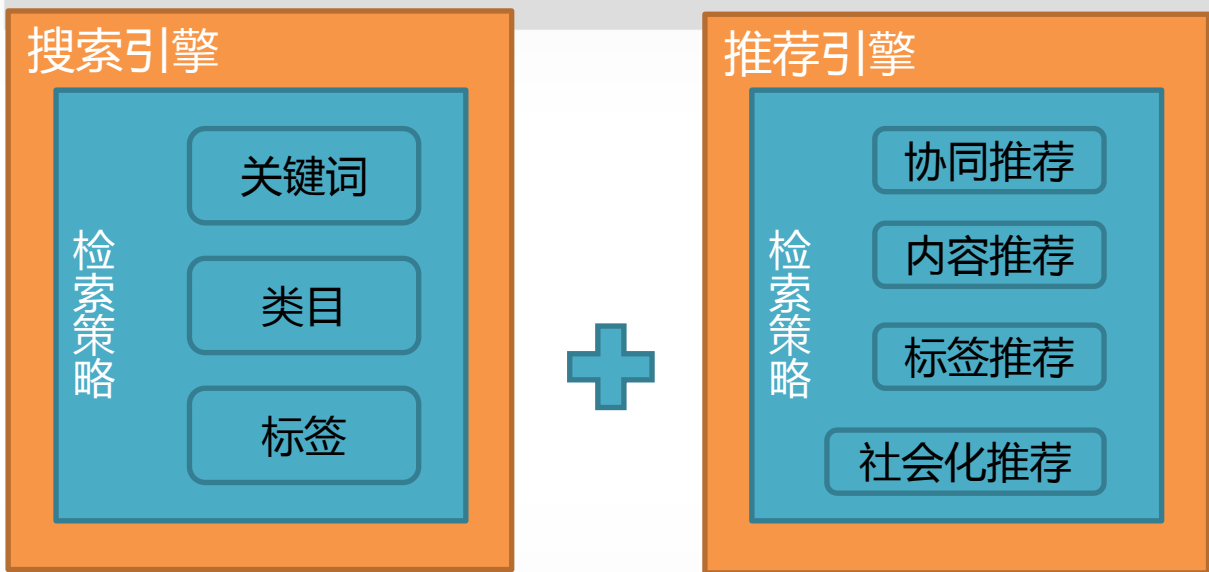 搜索引擎
检索策略
关键词
类目
标签
推荐引擎
检索策略
协同推荐
内容推荐
标签推荐
社会化推荐